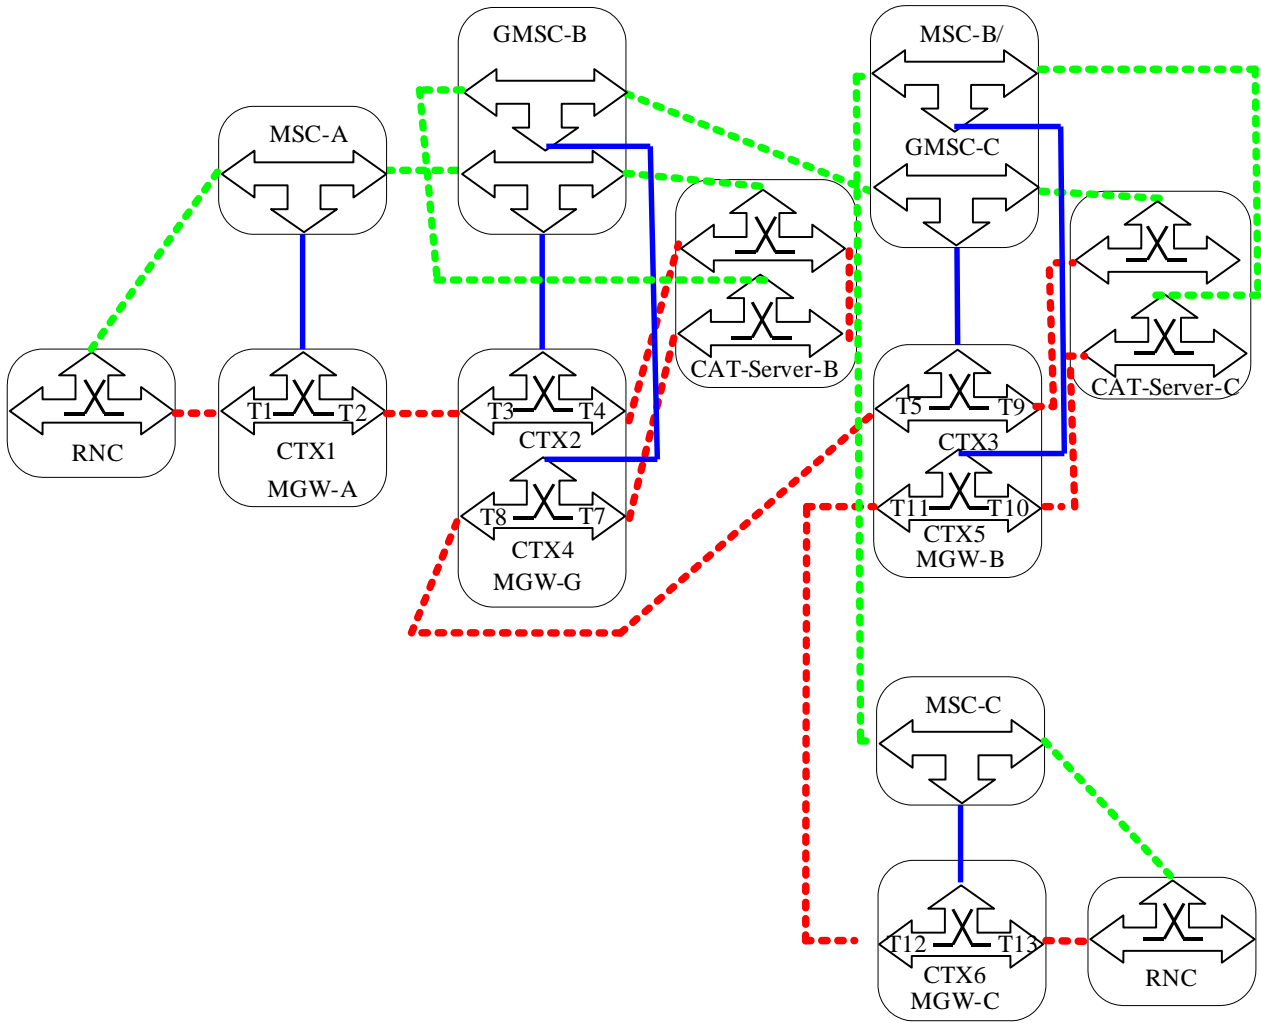 GMSC-B
MSC-B/
MSC-A
GMSC-C
CAT-Server-B
CAT-Server-C
T1 T2
T3 T4
T5 T9
RNC
CTX1
CTX2
CTX3
MGW-A
T8 T7
T11 T10
CTX4
CTX5
MGW-G
MGW-B
MSC-C
T12 T13
CTX6
RNC
MGW-C